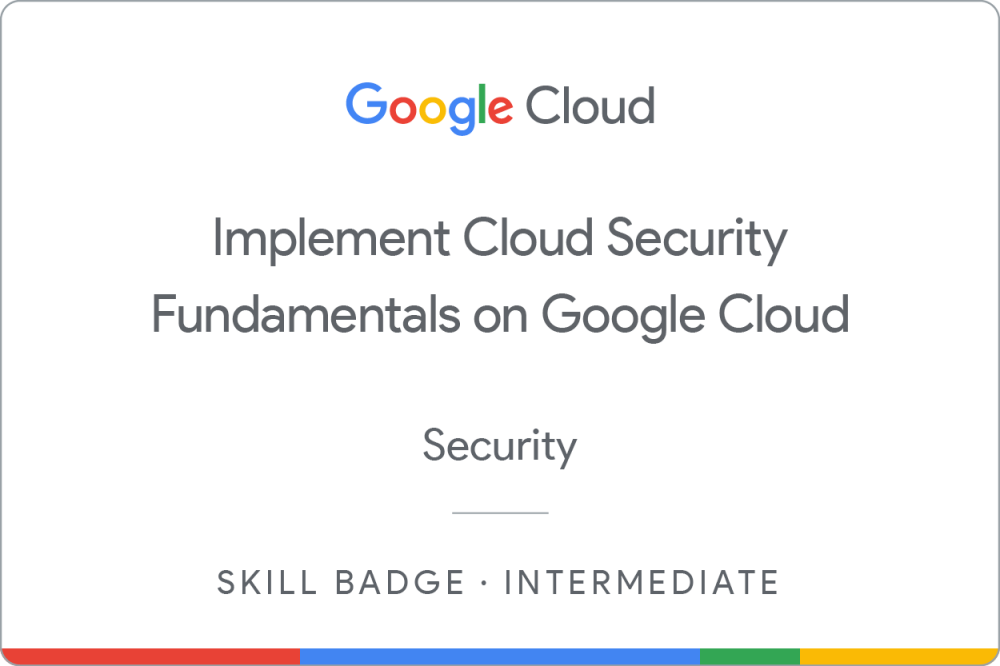 Google Cloud
Implement Cloud Security
Fundamentals on Google Cloud
Security
SKILL BADGE · INTERMEDIATE